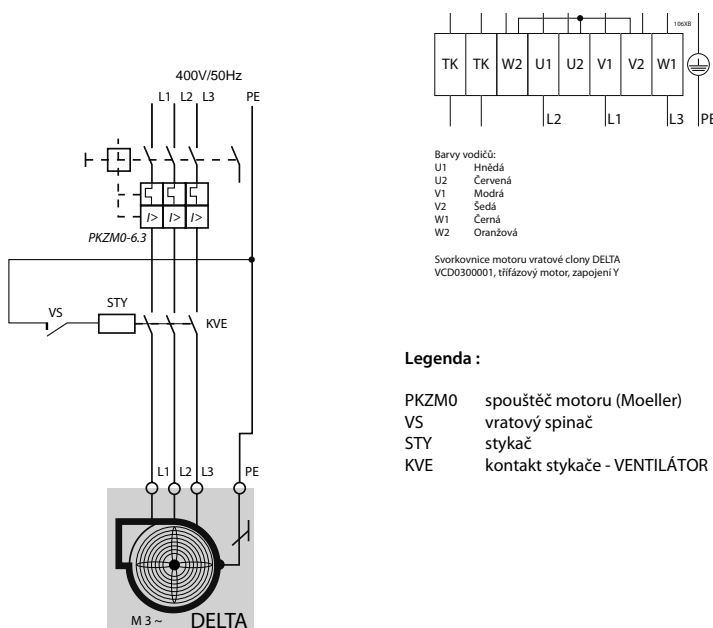 400V/50Hz
L1 L2 L3 PE
I> I> I>
PKZM0-6.3
VS
STY
KVE
L1 L2 L3 PE
M 3 ~ DELTA
106XB
TK TK W2 U1 U2 V1 V2 W1
L2 L1 L3 PE
Barvy vodičů:
U1 Hnědá
U2 Červená
V1 Modrá
V2 Šedá
W1 Černá
W2 Oranžová
Svorkovnice motoru vratové clony DELTA
VCD0300001, třífázový motor, zapojení Y
Legenda :
PKZM0 spouštěč motoru (Moeller)
VS vratový spinač
STY stykač
KVE kontakt stykače - VENTILÁTOR